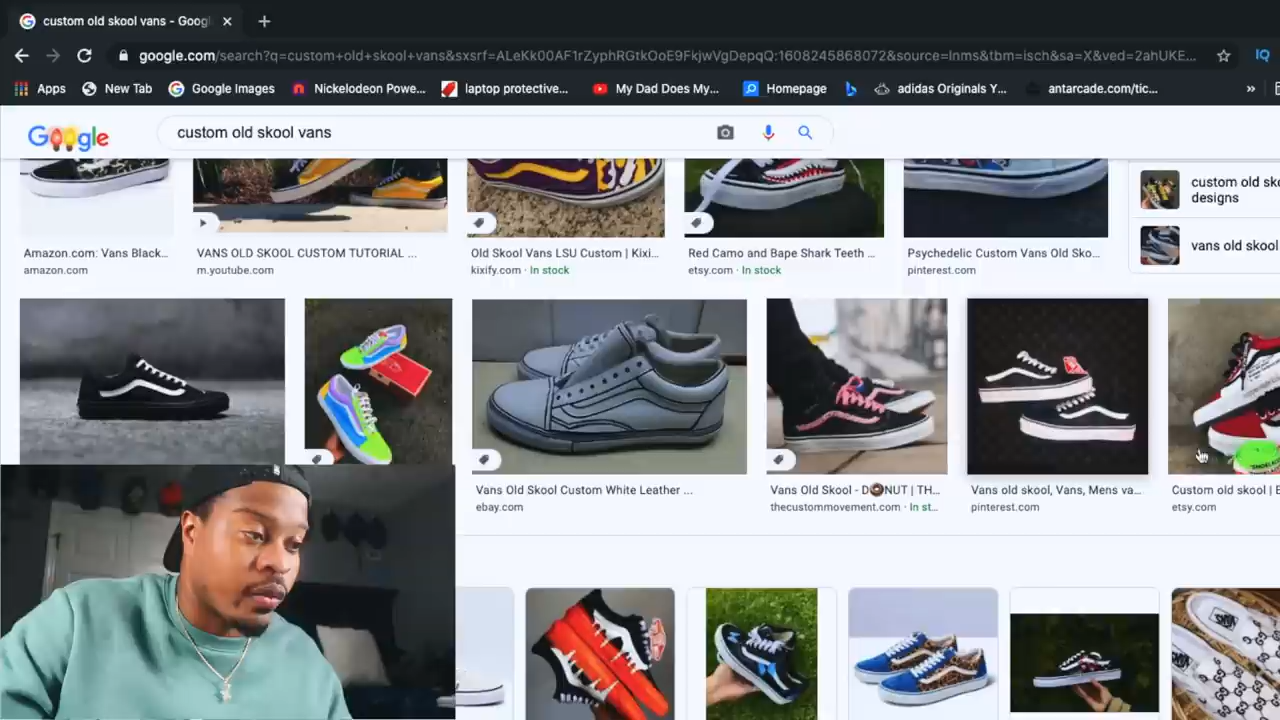 custom old skool vans - Googl
google.com/search?q=custom+old+skool+vans&sxsrf=ALeKk00AF1rZyphRGtkOoE9FkjwVgDepqQ:1608245868072&source=lnms&tbm=isch&sa=X&ved=2ahUKE...
Apps New Tab Google Images Nickelodeon Powe... laptop protective... My Dad Does My... Homepage adidas Originals Y... antarcade.com/tic... »
Google
custom old skool vans
custom old sk
designs
vans old skool
Amazon.com: Vans Black...
amazon.com
VANS OLD SKOOL CUSTOM TUTORIAL ...
m.youtube.com
Old Skool Vans LSU Custom | Kixi...
kixify.com · In stock
Red Camo and Bape Shark Teeth ...
etsy.com · In stock
Psychedelic Custom Vans Old Sko...
pinterest.com
Vans Old Skool Custom White Leather ...
ebay.com
Vans Old Skool - D🍩NUT | TH...
thecustommovement.com · In st...
Vans old skool, Vans, Mens va...
pinterest.com
Custom old skool | E
etsy.com